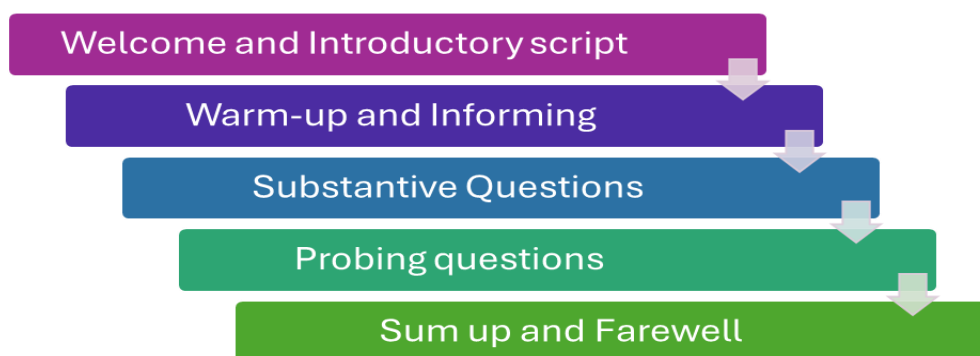 Welcome and Introductory script
Warm-up and Informing
Substantive Questions
Probing questions
Sum up and Farewell